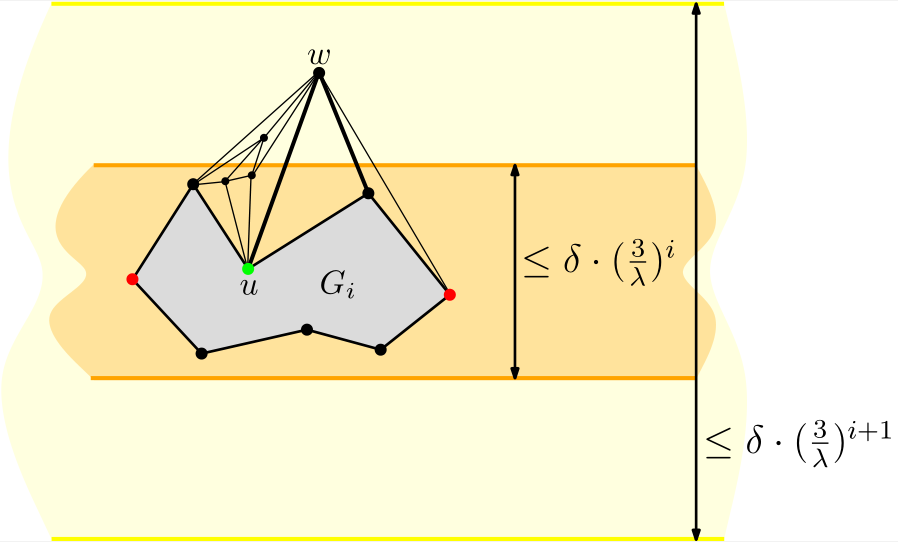 w
≤ δ · (3/λ)^i
u
G_i
≤ δ · (3/λ)^{i+1}